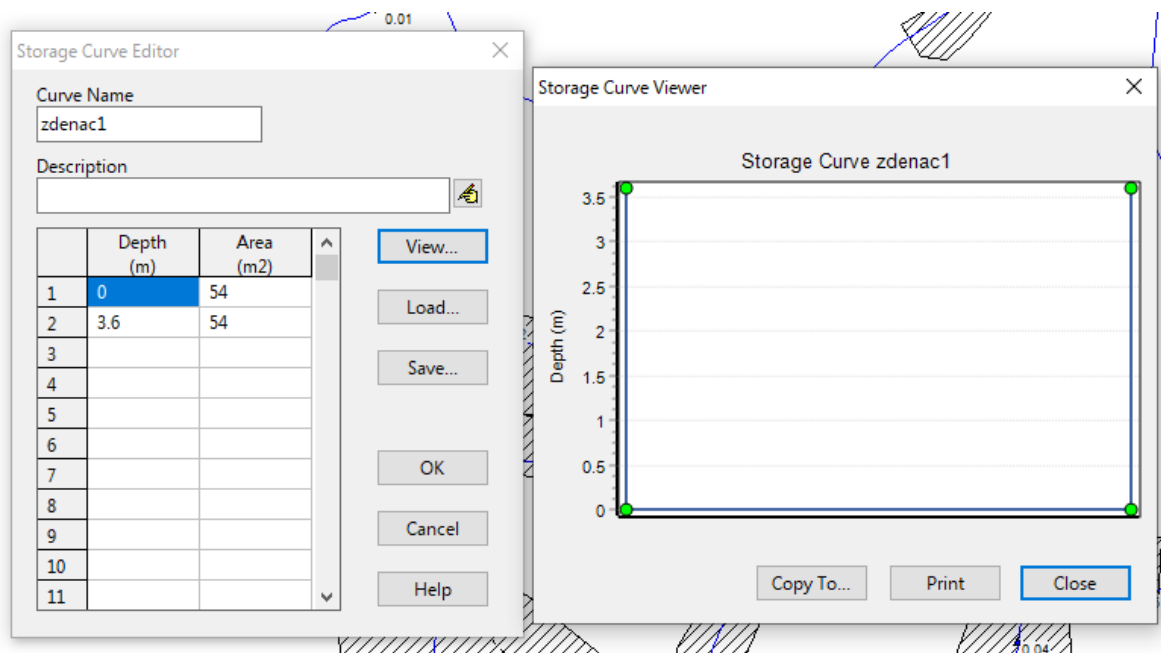 0.01
Storage Curve Editor
Curve Name
zdenac1
Description
Depth (m) Area (m2)
1 0 54
2 3.6 54
3
4
5
6
7
8
9
10
11
View...
Load...
Save...
OK
Cancel
Help
Storage Curve Viewer
Storage Curve zdenac1
3.5
3
2.5
2
1.5
1
0.5
0
Depth (m)
Copy To... Print Close
0.04